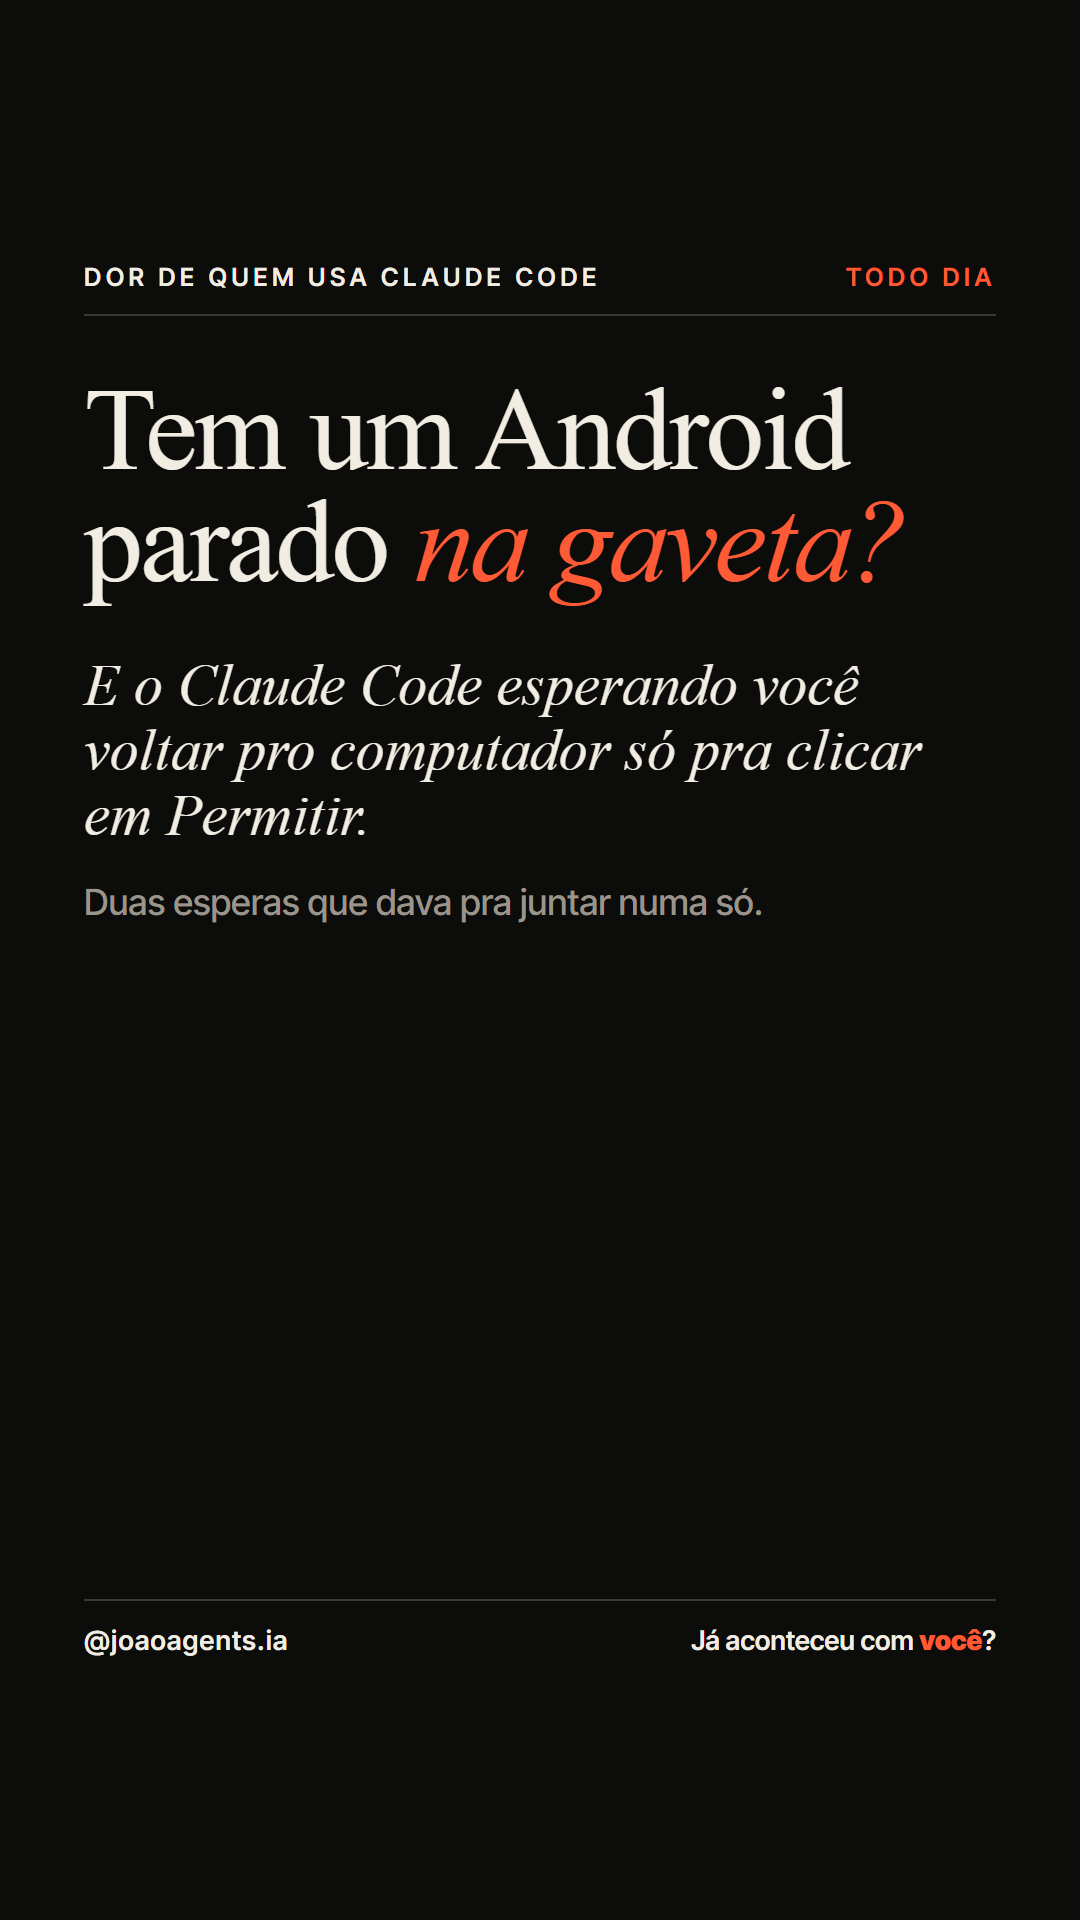 DOR DE QUEM USA CLAUDE CODE
TODO DIA
Tem um Android
parado na gaveta?
E o Claude Code esperando você
voltar pro computador só pra clicar
em Permitir.
Duas esperas que dava pra juntar numa só.
@joaoagents.ia
Já aconteceu com você?